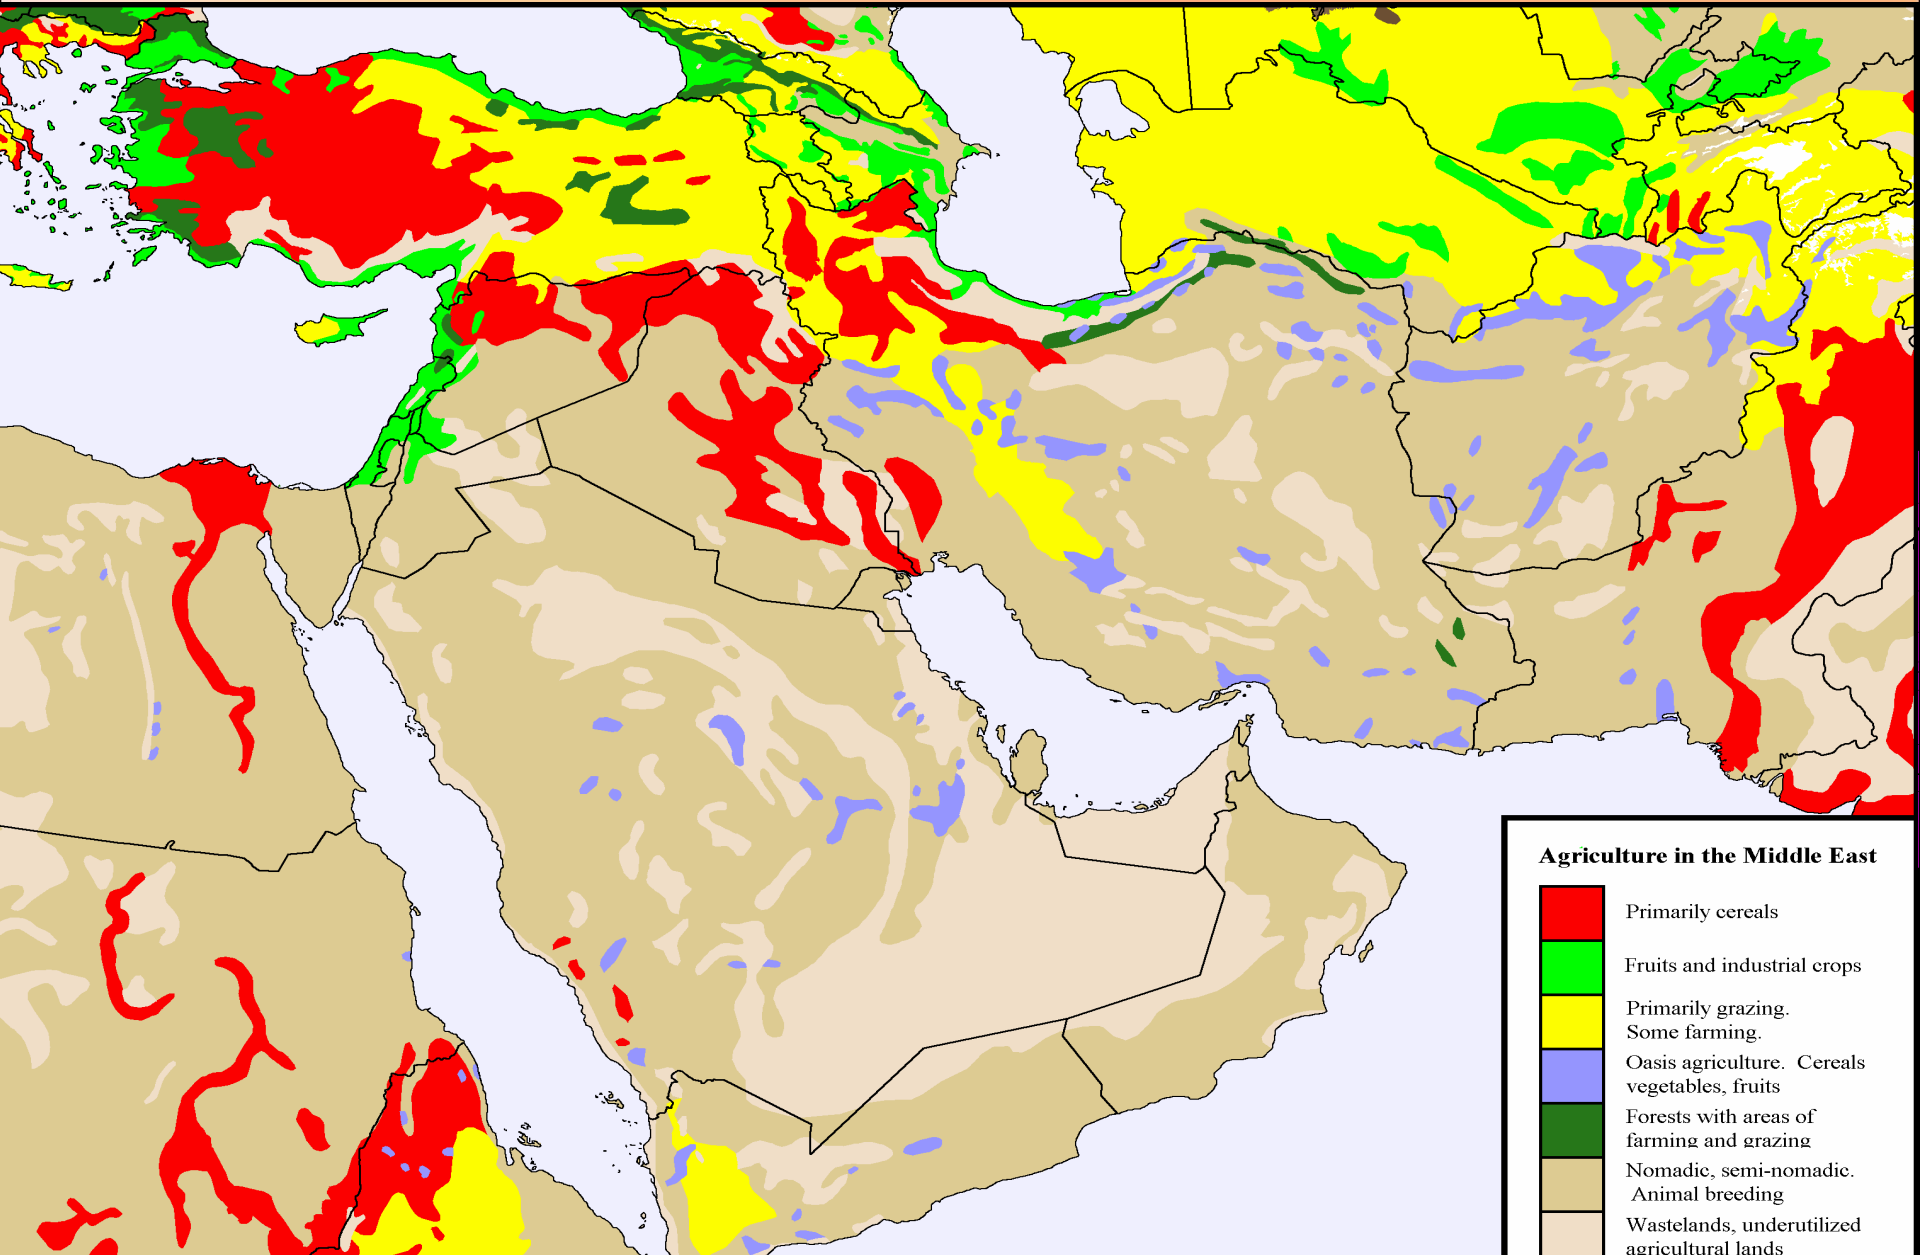 Agriculture in the Middle East
Primarily cereals
Fruits and industrial crops
Primarily grazing.
Some farming.
Oasis agriculture. Cereals
vegetables, fruits
Forests with areas of
farming and grazing
Nomadic, semi-nomadic.
Animal breeding
Wastelands, underutilized
agricultural lands